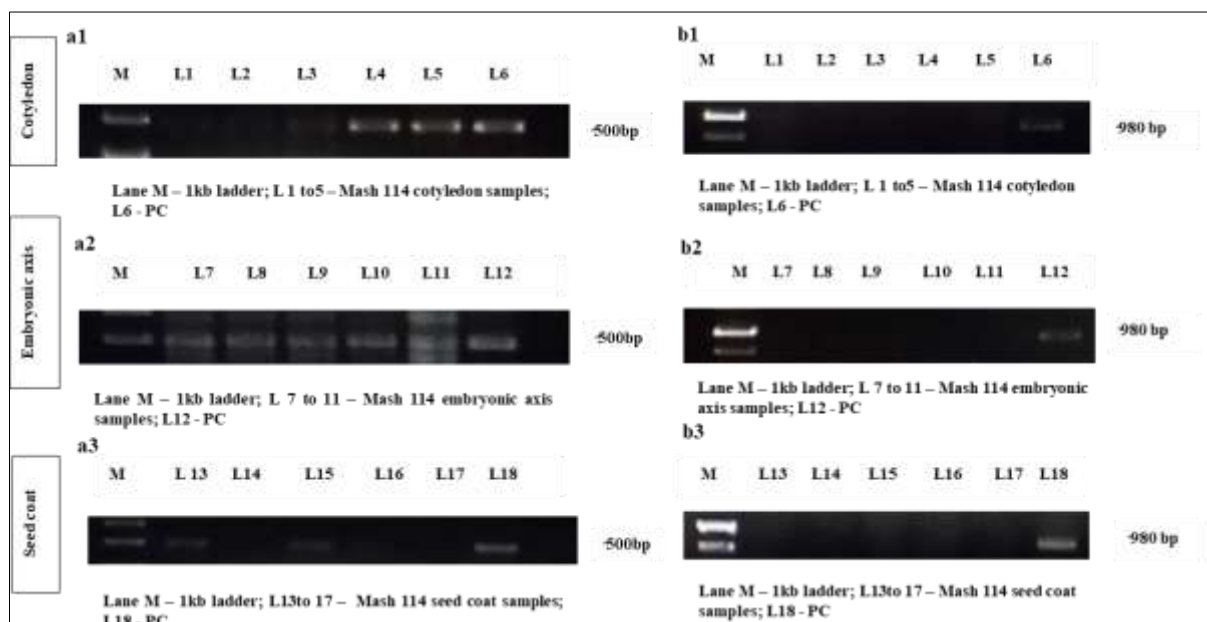 a1
b1
Cotyledon
M L1 L2 L3 L4 L5 L6
M L1 L2 L3 L4 L5 L6
-500bp
-980 bp
Lane M – 1kb ladder; L 1 to5 – Mash 114 cotyledon samples;
L6 - PC
Lane M – 1kb ladder; L 1 to5 – Mash 114 cotyledon
samples; L6 - PC
a2
b2
Embryonic axis
M L7 L8 L9 L10 L11 L12
M L7 L8 L9 L10 L11 L12
-500bp
-980 bp
Lane M – 1kb ladder; L 7 to 11 – Mash 114 embryonic axis
samples; L12 - PC
Lane M – 1kb ladder; L 7 to 11 – Mash 114 embryonic
axis samples; L12 – PC
a3
b3
Seed coat
M L 13 L14 L15 L16 L17 L18
M L13 L14 L15 L16 L17 L18
-500bp
-980 bp
Lane M – 1kb ladder; L13to 17 – Mash 114 seed coat samples;
L18 - PC
Lane M – 1kb ladder; L13to 17 – Mash 114 seed coat
samples; L18 - PC